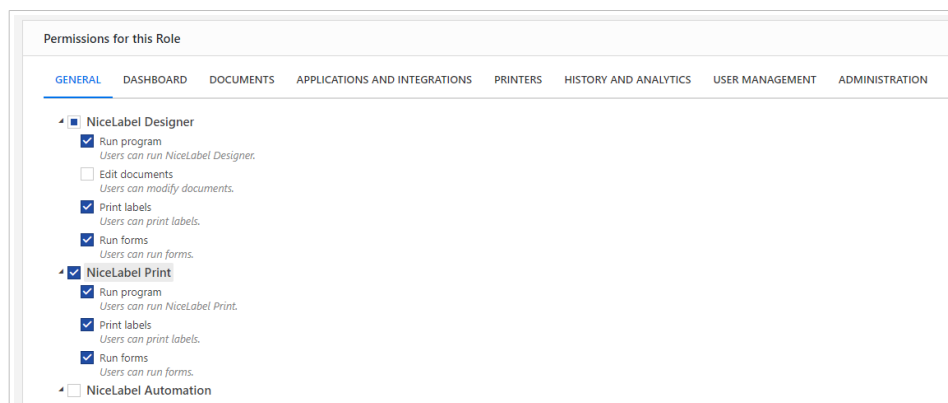 Permissions for this Role
GENERAL DASHBOARD DOCUMENTS APPLICATIONS AND INTEGRATIONS PRINTERS HISTORY AND ANALYTICS USER MANAGEMENT ADMINISTRATION
NiceLabel Designer
Run program
Users can run NiceLabel Designer.
Edit documents
Users can modify documents.
Print labels
Users can print labels.
Run forms
Users can run forms.
NiceLabel Print
Run program
Users can run NiceLabel Print.
Print labels
Users can print labels.
Run forms
Users can run forms.
NiceLabel Automation